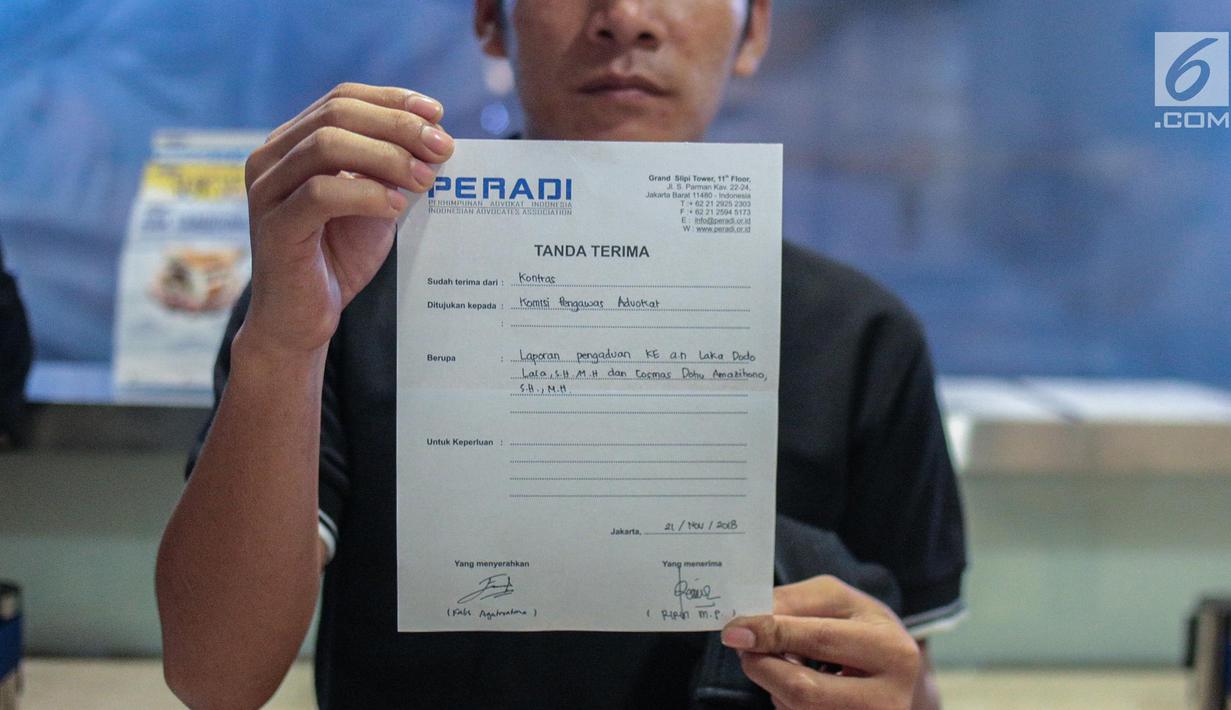 6
.COM
PERADI
PERHIMPUNAN ADVOKAT INDONESIA
INDONESIAN ADVOCATES ASSOCIATION
Grand Slipi Tower, 11th Floor,
Jl. S. Parman Kav. 22-24,
Jakarta Barat 11480 - Indonesia
T :+ 62 21 2925 2303
F :+ 62 21 2594 5173
E : info@peradi.or.id
W : www.peradi.or.id
TANDA TERIMA
Sudah terima dari : Kontras
Ditujukan kepada : Komisi Pengawas Advokat
:
Berupa : Laporan pengaduan KE a.n Laka Dodo
Laia, S.H. M.H dan Cosmas Dohu Amazihono,
S.H., M.H.
Untuk Keperluan :
Jakarta, 21 / Nov / 2018
Yang menyerahkan
Yang menerima
( )
( M.P. )